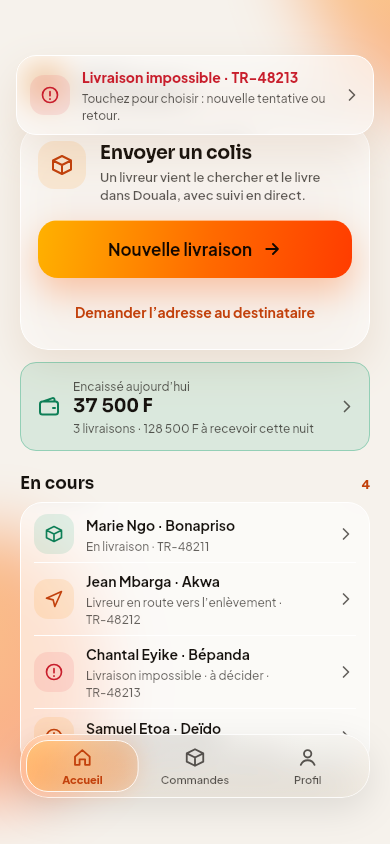 Livraison impossible · TR-48213
Touchez pour choisir : nouvelle tentative ou
retour.
Envoyer un colis
Un livreur vient le chercher et le livre
dans Douala, avec suivi en direct.
Nouvelle livraison →
Demander l’adresse au destinataire
Encaissé aujourd’hui
37 500 F
3 livraisons · 128 500 F à recevoir cette nuit
En cours
4
Marie Ngo · Bonapriso
En livraison · TR-48211
Jean Mbarga · Akwa
Livreur en route vers l’enlèvement ·
TR-48212
Chantal Eyike · Bépanda
Livraison impossible · à décider ·
TR-48213
Samuel Etoa · Deïdo
Accueil
Commandes
Profil